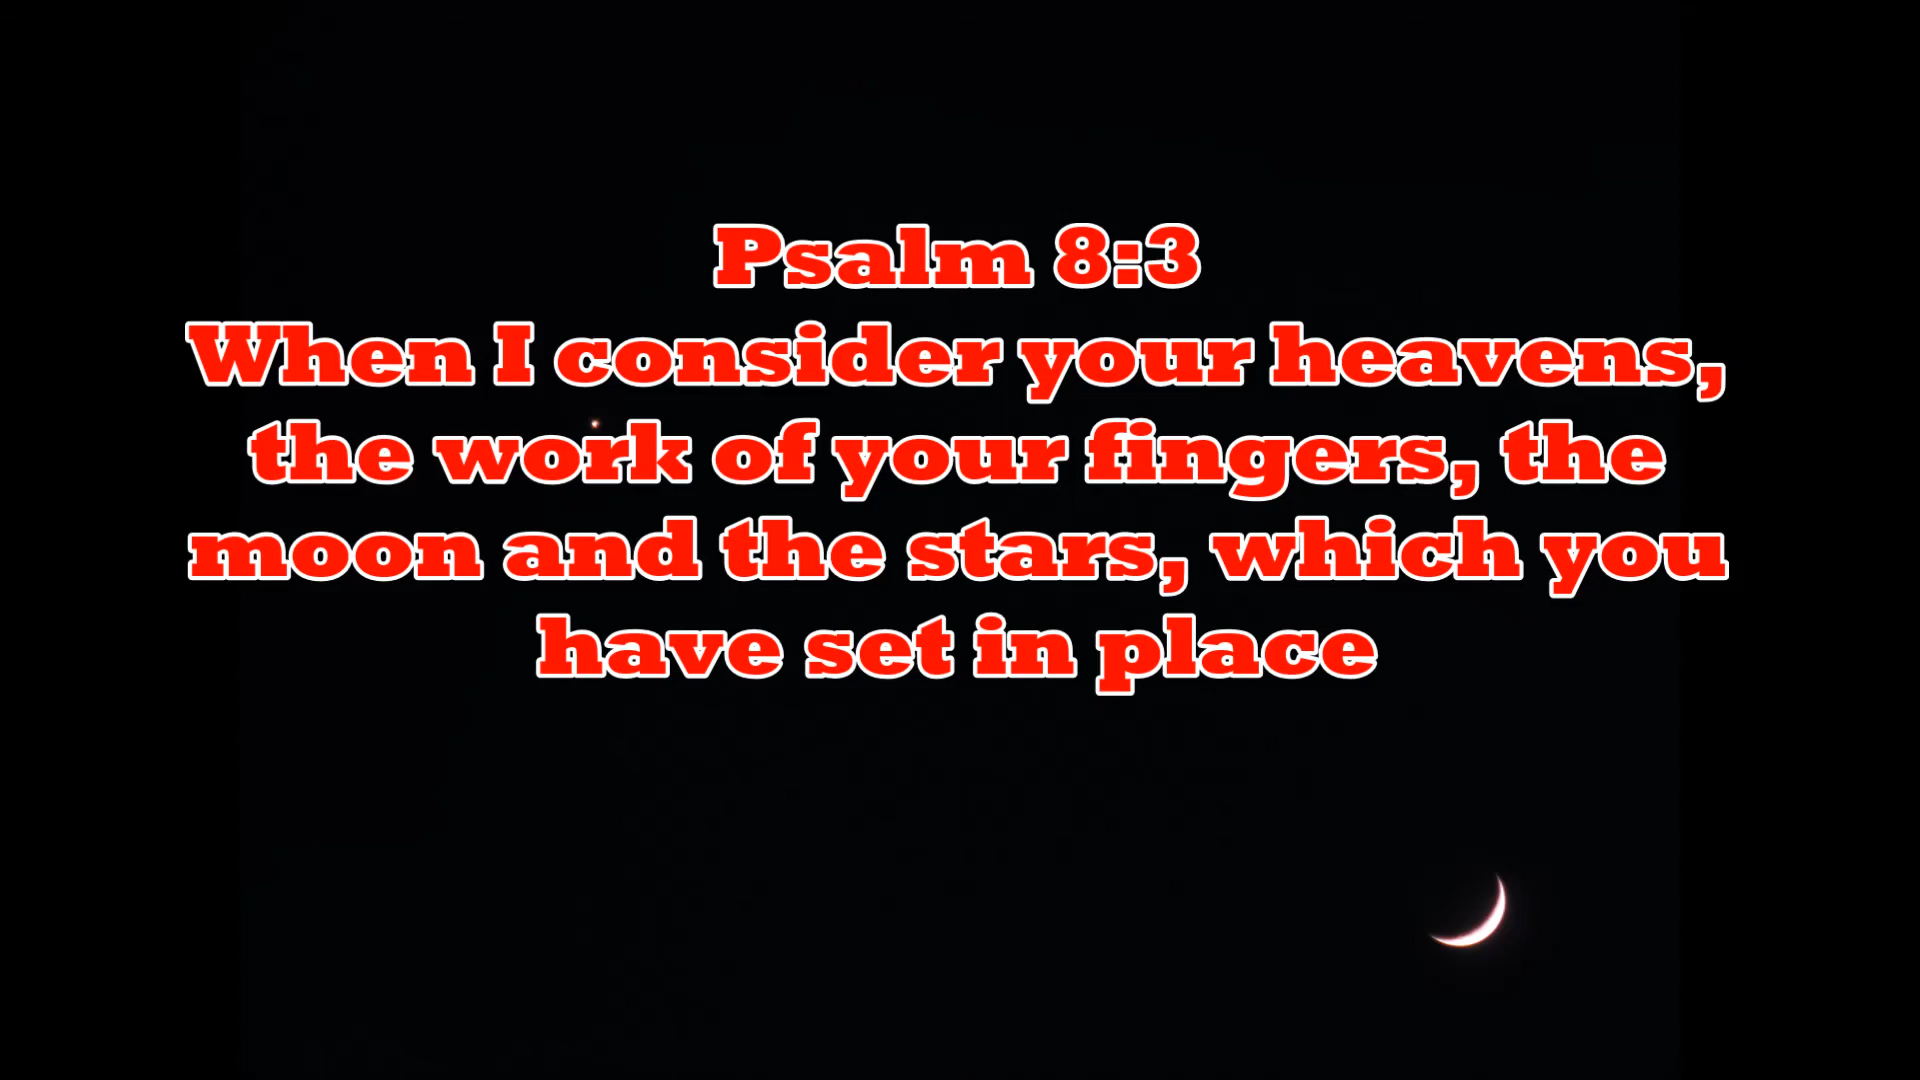 Psalm 8:3
When I consider your heavens,
the work of your fingers, the
moon and the stars, which you
have set in place